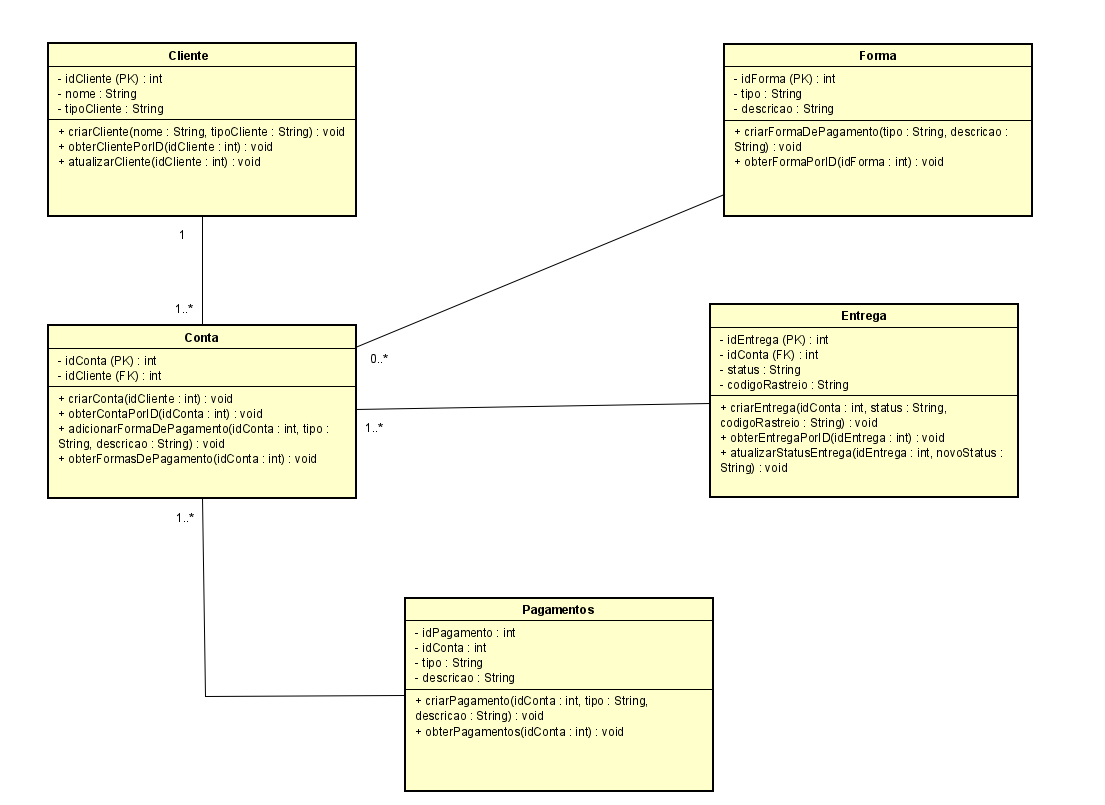 Cliente
- idCliente (PK) : int
- nome : String
- tipoCliente : String
+ criarCliente(nome : String, tipoCliente : String) : void
+ obterClientePorID(idCliente : int) : void
+ atualizarCliente(idCliente : int) : void
Forma
- idForma (PK) : int
- tipo : String
- descricao : String
+ criarFormaDePagamento(tipo : String, descricao :
String) : void
+ obterFormaPorID(idForma : int) : void
1
1..*
Conta
- idConta (PK) : int
- idCliente (FK) : int
+ criarConta(idCliente : int) : void
+ obterContaPorID(idConta : int) : void
+ adicionarFormaDePagamento(idConta : int, tipo :
String, descricao : String) : void
+ obterFormasDePagamento(idConta : int) : void
0..*
1..*
1..*
Entrega
- idEntrega (PK) : int
- idConta (FK) : int
- status : String
- codigoRastreio : String
+ criarEntrega(idConta : int, status : String,
codigoRastreio : String) : void
+ obterEntregaPorID(idEntrega : int) : void
+ atualizarStatusEntrega(idEntrega : int, novoStatus :
String) : void
Pagamentos
- idPagamento : int
- idConta : int
- tipo : String
- descricao : String
+ criarPagamento(idConta : int, tipo : String,
descricao : String) : void
+ obterPagamentos(idConta : int) : void